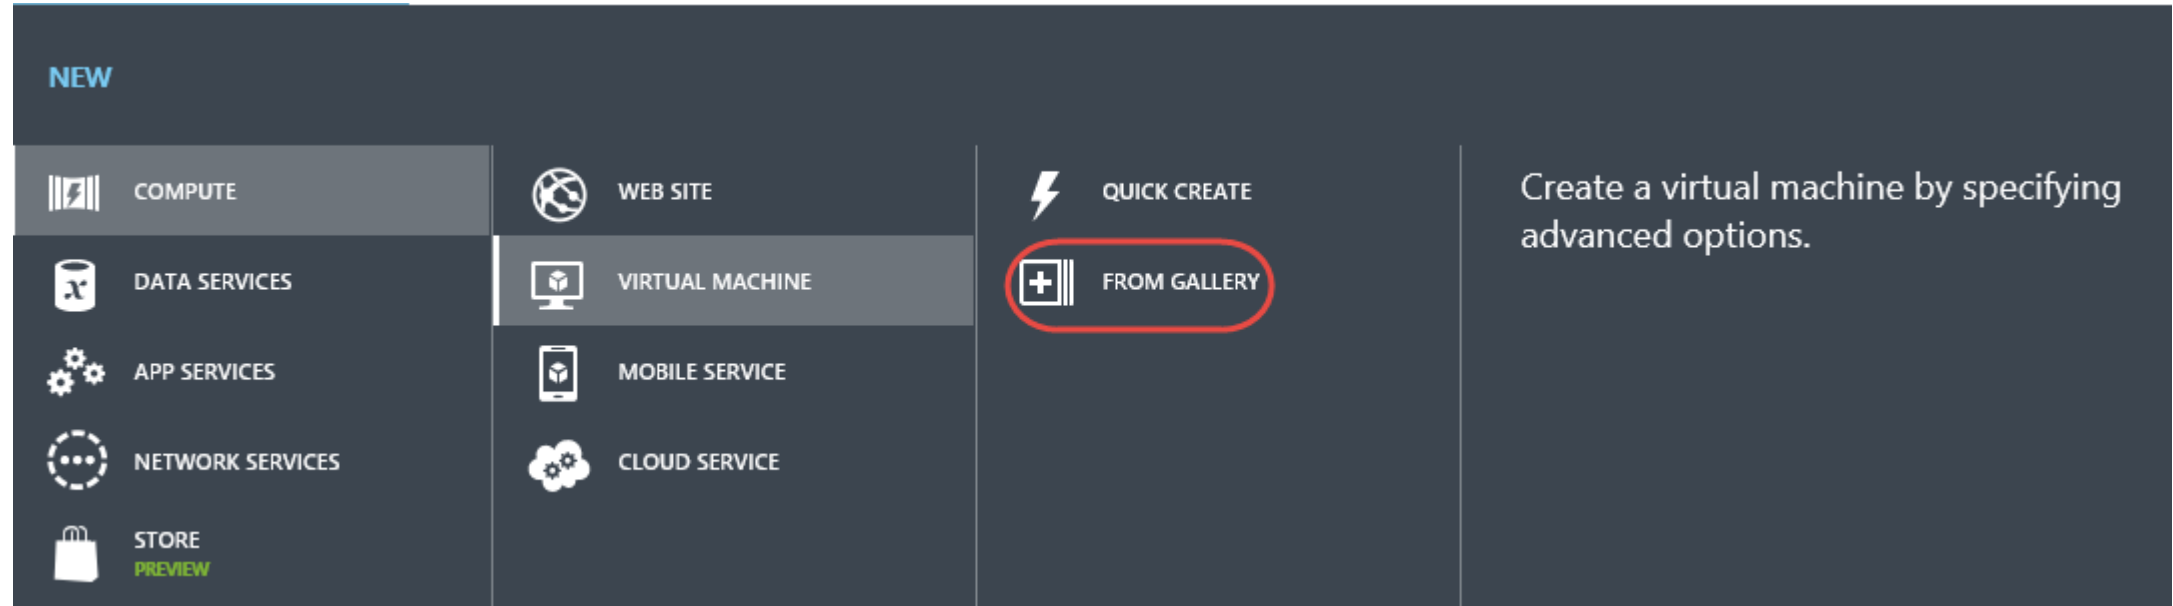 NEW
COMPUTE
DATA SERVICES
APP SERVICES
NETWORK SERVICES
STORE
PREVIEW
WEB SITE
VIRTUAL MACHINE
MOBILE SERVICE
CLOUD SERVICE
QUICK CREATE
FROM GALLERY
Create a virtual machine by specifying
advanced options.